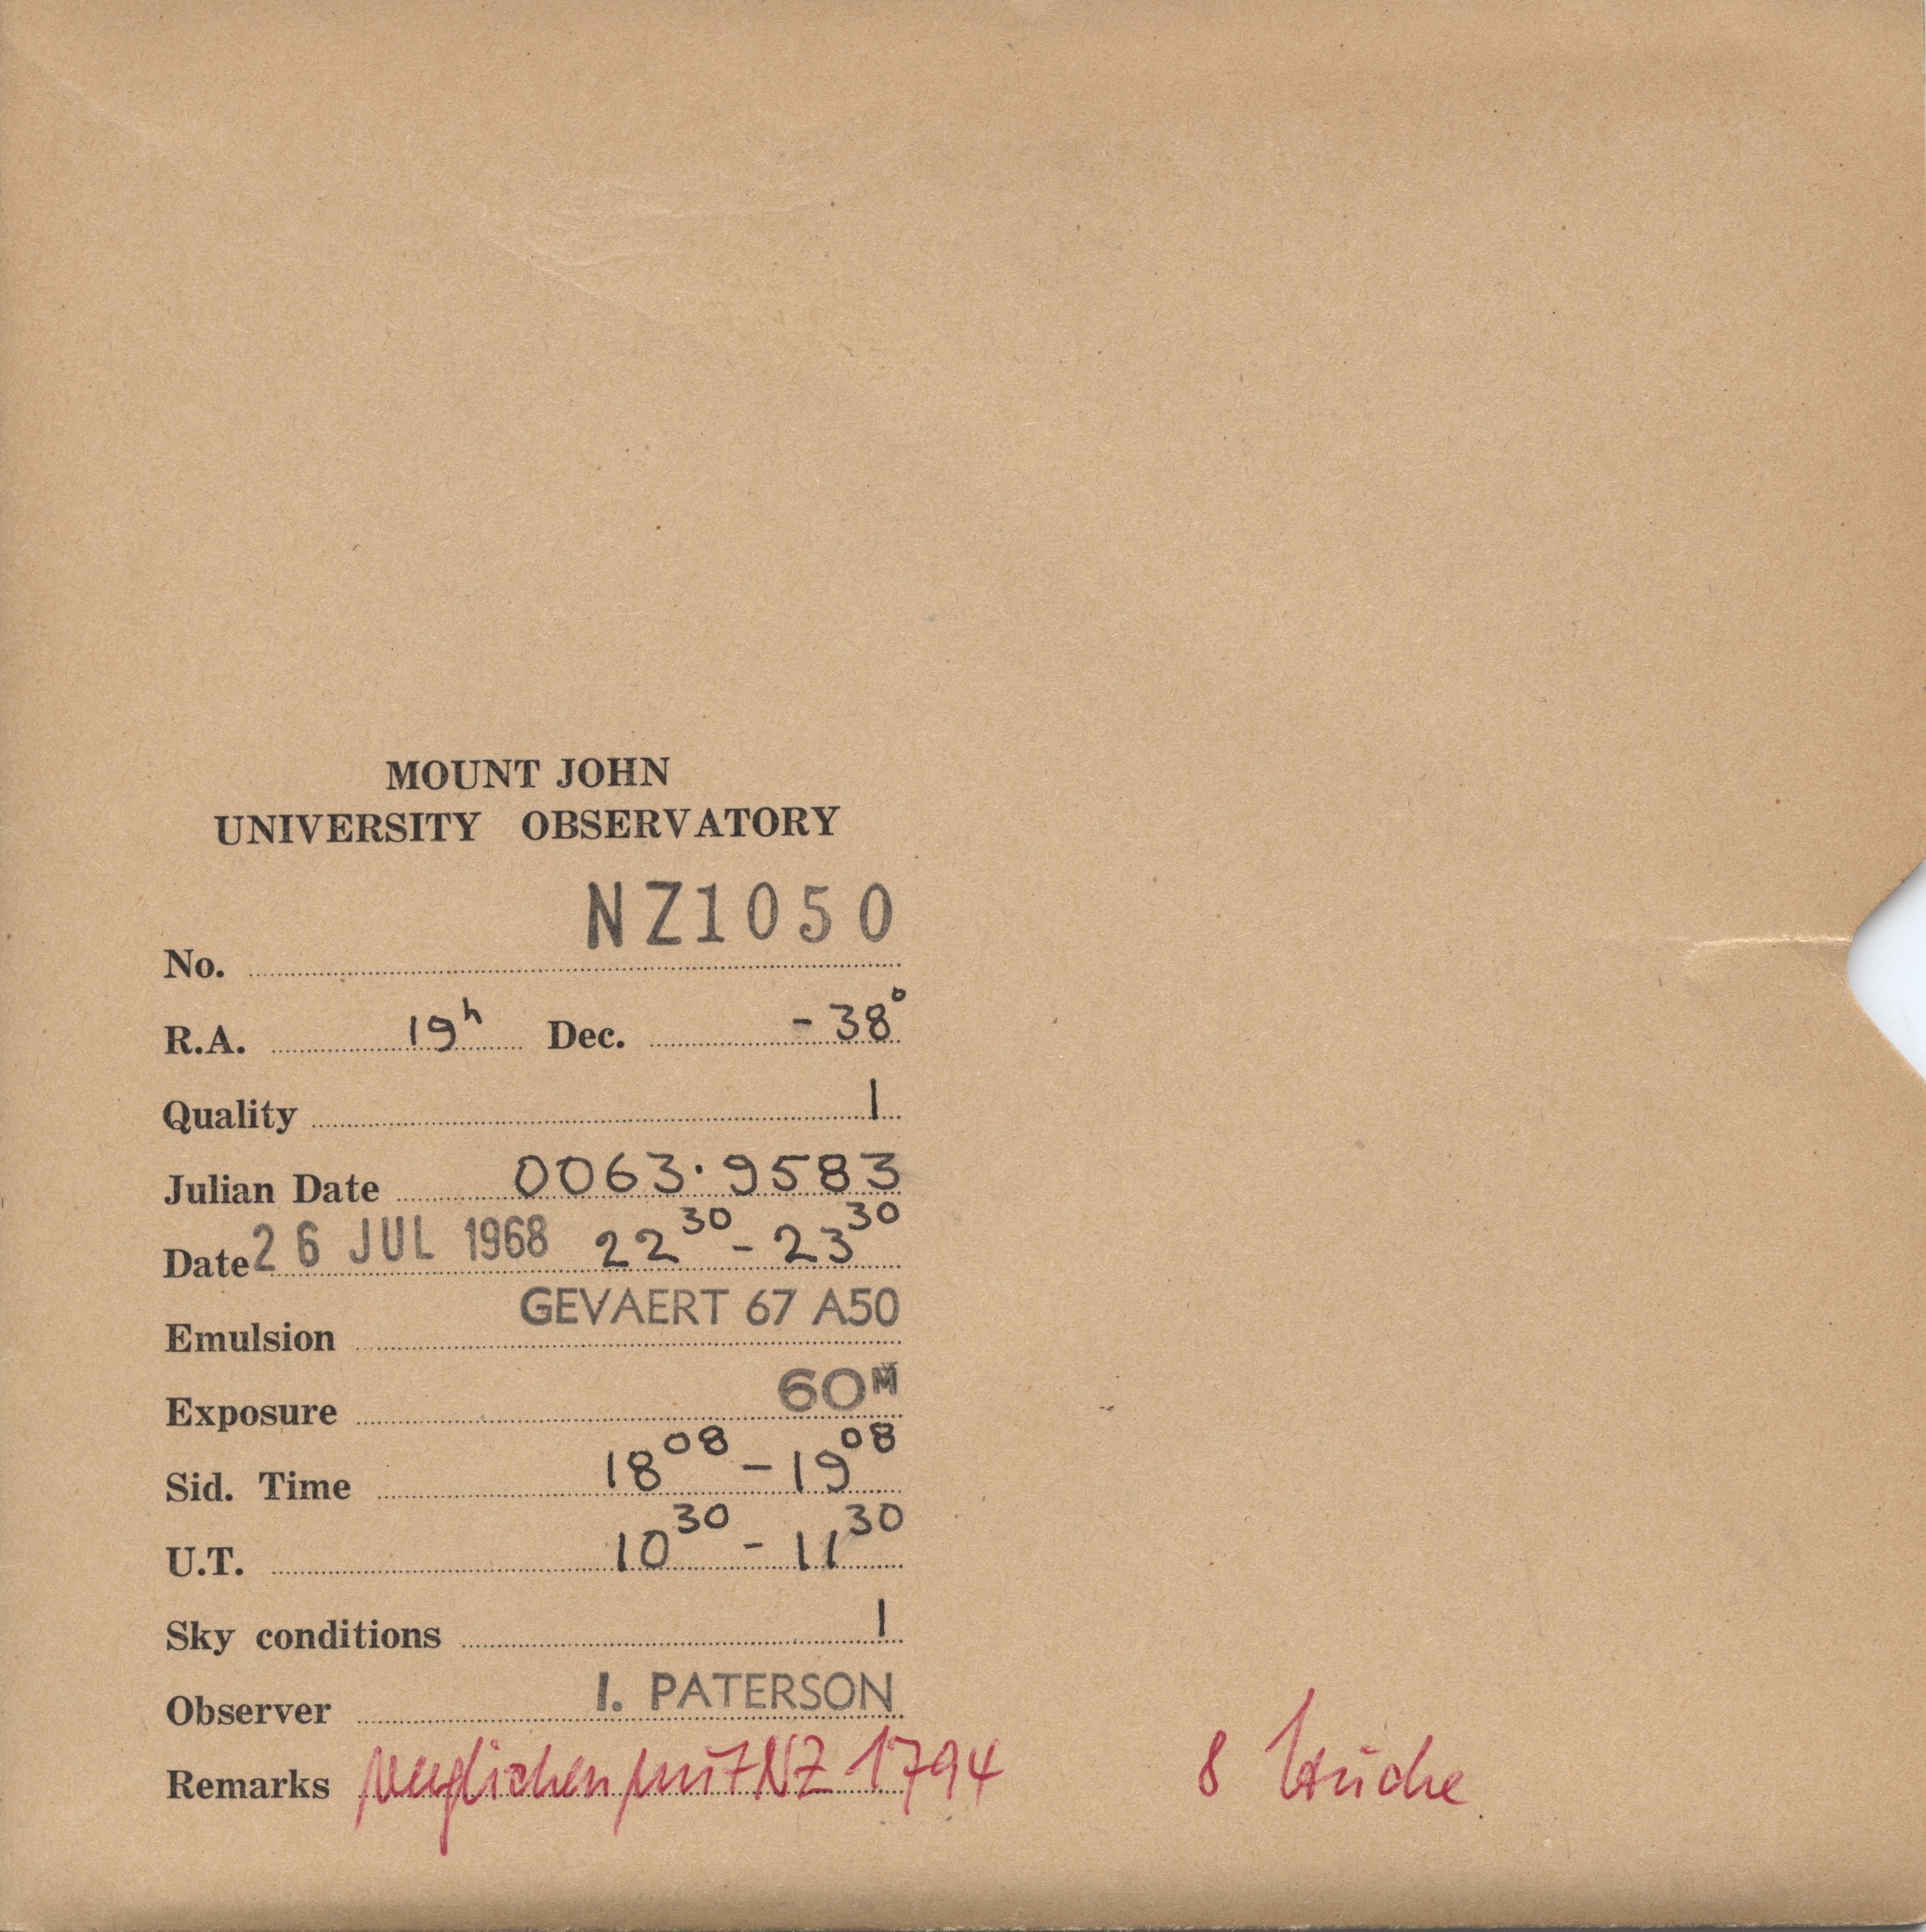 MOUNT JOHN
UNIVERSITY OBSERVATORY
No. NZ1050
R.A. 19h Dec. -38°
Quality 1
Julian Date 0063·9583
Date 26 JUL 1968 22 30 - 23 30
Emulsion GEVAERT 67 A50
Exposure 60M
Sid. Time 18 08 - 19 08
U.T. 10 30 - 11 30
Sky conditions 1
Observer I. PATERSON
Remarks verglichen mit NZ 1794 8